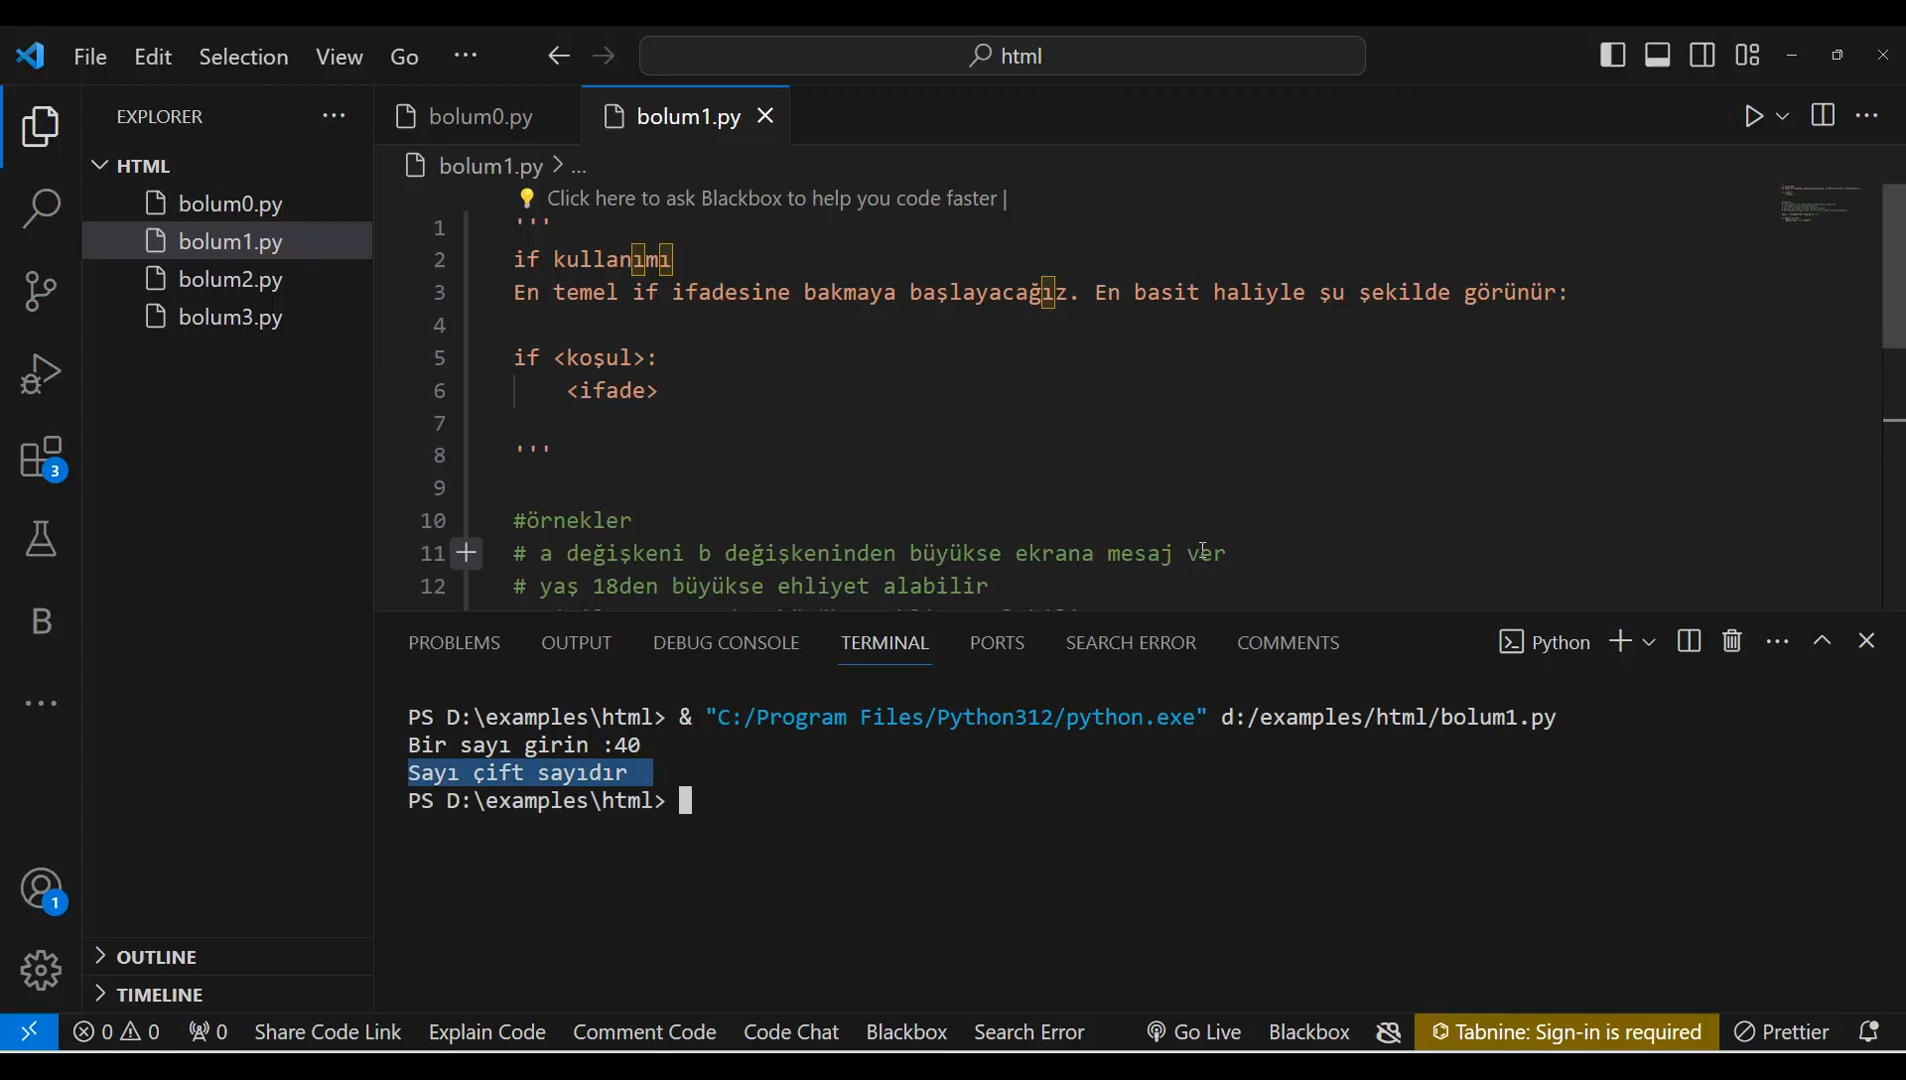 File Edit Selection View Go ··· html
EXPLORER ···
HTML
bolum0.py
bolum1.py
bolum2.py
bolum3.py
OUTLINE
TIMELINE
3
B
1
bolum0.py bolum1.py
bolum1.py > ...
Click here to ask Blackbox to help you code faster |
1 '''
2 if kullanımı
3 En temel if ifadesine bakmaya başlayacağız. En basit haliyle şu şekilde görünür:
4
5 if <koşul>:
6 <ifade>
7
8 '''
9
10 #örnekler
11 # a değişkeni b değişkeninden büyükse ekrana mesaj ver
12 # yaş 18den büyükse ehliyet alabilir
PROBLEMS OUTPUT DEBUG CONSOLE TERMINAL PORTS SEARCH ERROR COMMENTS Python
PS D:\examples\html> & "C:/Program Files/Python312/python.exe" d:/examples/html/bolum1.py
Bir sayı girin :40
Sayı çift sayıdır
PS D:\examples\html>
0 0 0 Share Code Link Explain Code Comment Code Code Chat Blackbox Search Error Go Live Blackbox Tabnine: Sign-in is required Prettier